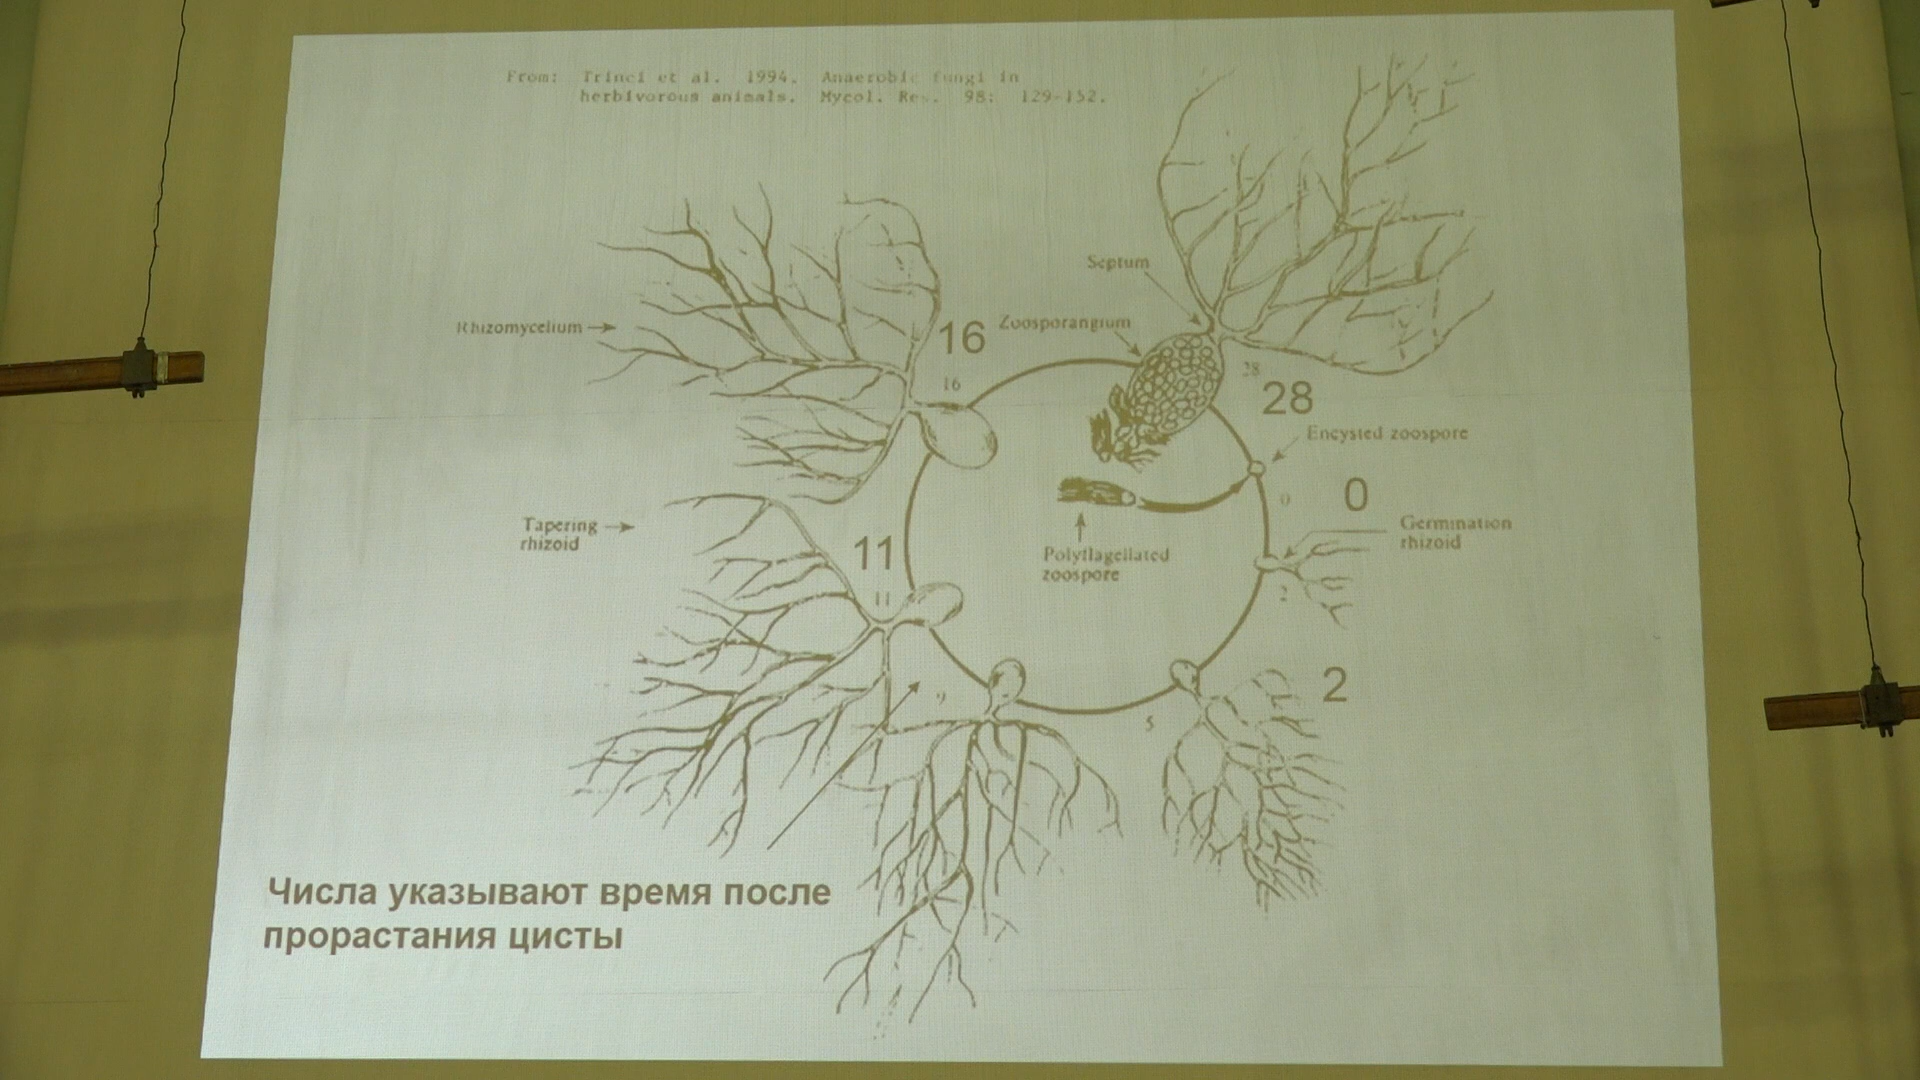 From: Trinci et al. 1994. Anaerobic fungi in
herbivorous animals. Mycol. Res. 98: 129-152.
Septum
Rhizomycelium
16
Zoosporangium
16
28
28
Encysted zoospore
0
0
Tapering
rhizoid
Germination
rhizoid
11
Polyflagellated
zoospore
11
2
2
9
5
Числа указывают время после
прорастания цисты